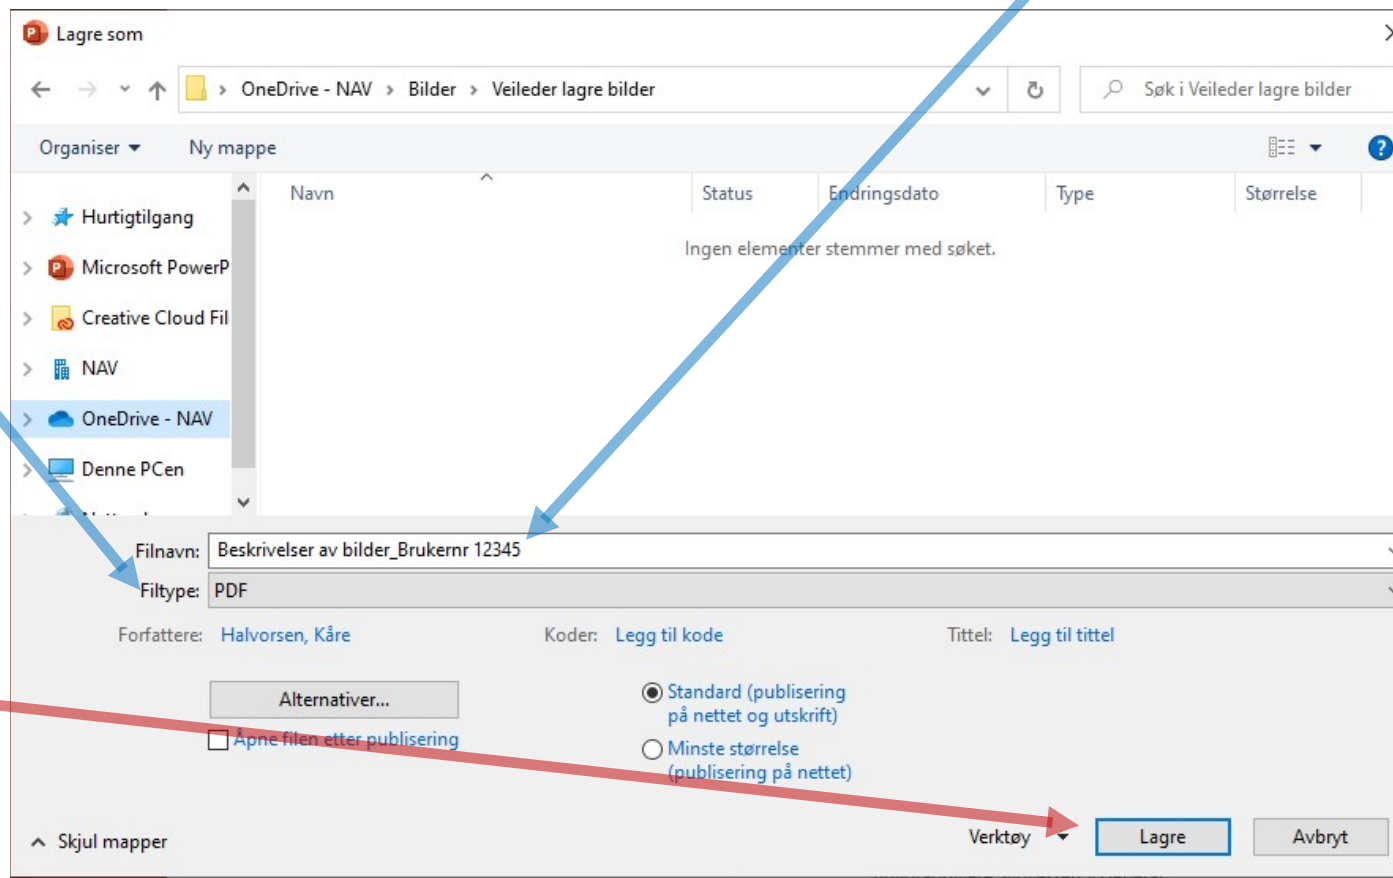 Lagre som
OneDrive - NAV > Bilder > Veileder lagre bilder
Søk i Veileder lagre bilder
Organiser Ny mappe
Navn Status Endringsdato Type Størrelse
Hurtigtilgang
Ingen elementer stemmer med søket.
Microsoft PowerP
Creative Cloud Fil
NAV
OneDrive - NAV
Denne PCen
Filnavn: Beskrivelser av bilder_Brukernr 12345
Filtype: PDF
Forfattere: Halvorsen, Kåre Koder: Legg til kode Tittel: Legg til tittel
Alternativer...
Åpne filen etter publisering
Standard (publisering
på nettet og utskrift)
Minste størrelse
(publisering på nettet)
Skjul mapper
Verktøy Lagre Avbryt